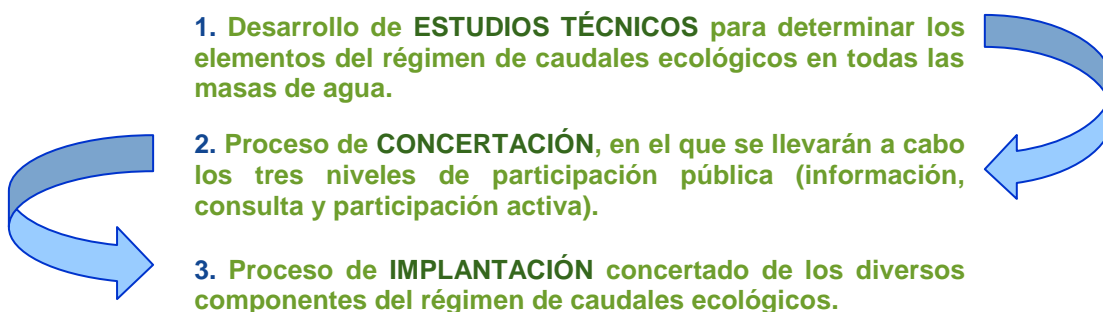 1. Desarrollo de ESTUDIOS TÉCNICOS para determinar los
elementos del régimen de caudales ecológicos en todas las
masas de agua.
2. Proceso de CONCERTACIÓN, en el que se llevarán a cabo
los tres niveles de participación pública (información,
consulta y participación activa).
3. Proceso de IMPLANTACIÓN concertado de los diversos
componentes del régimen de caudales ecológicos.